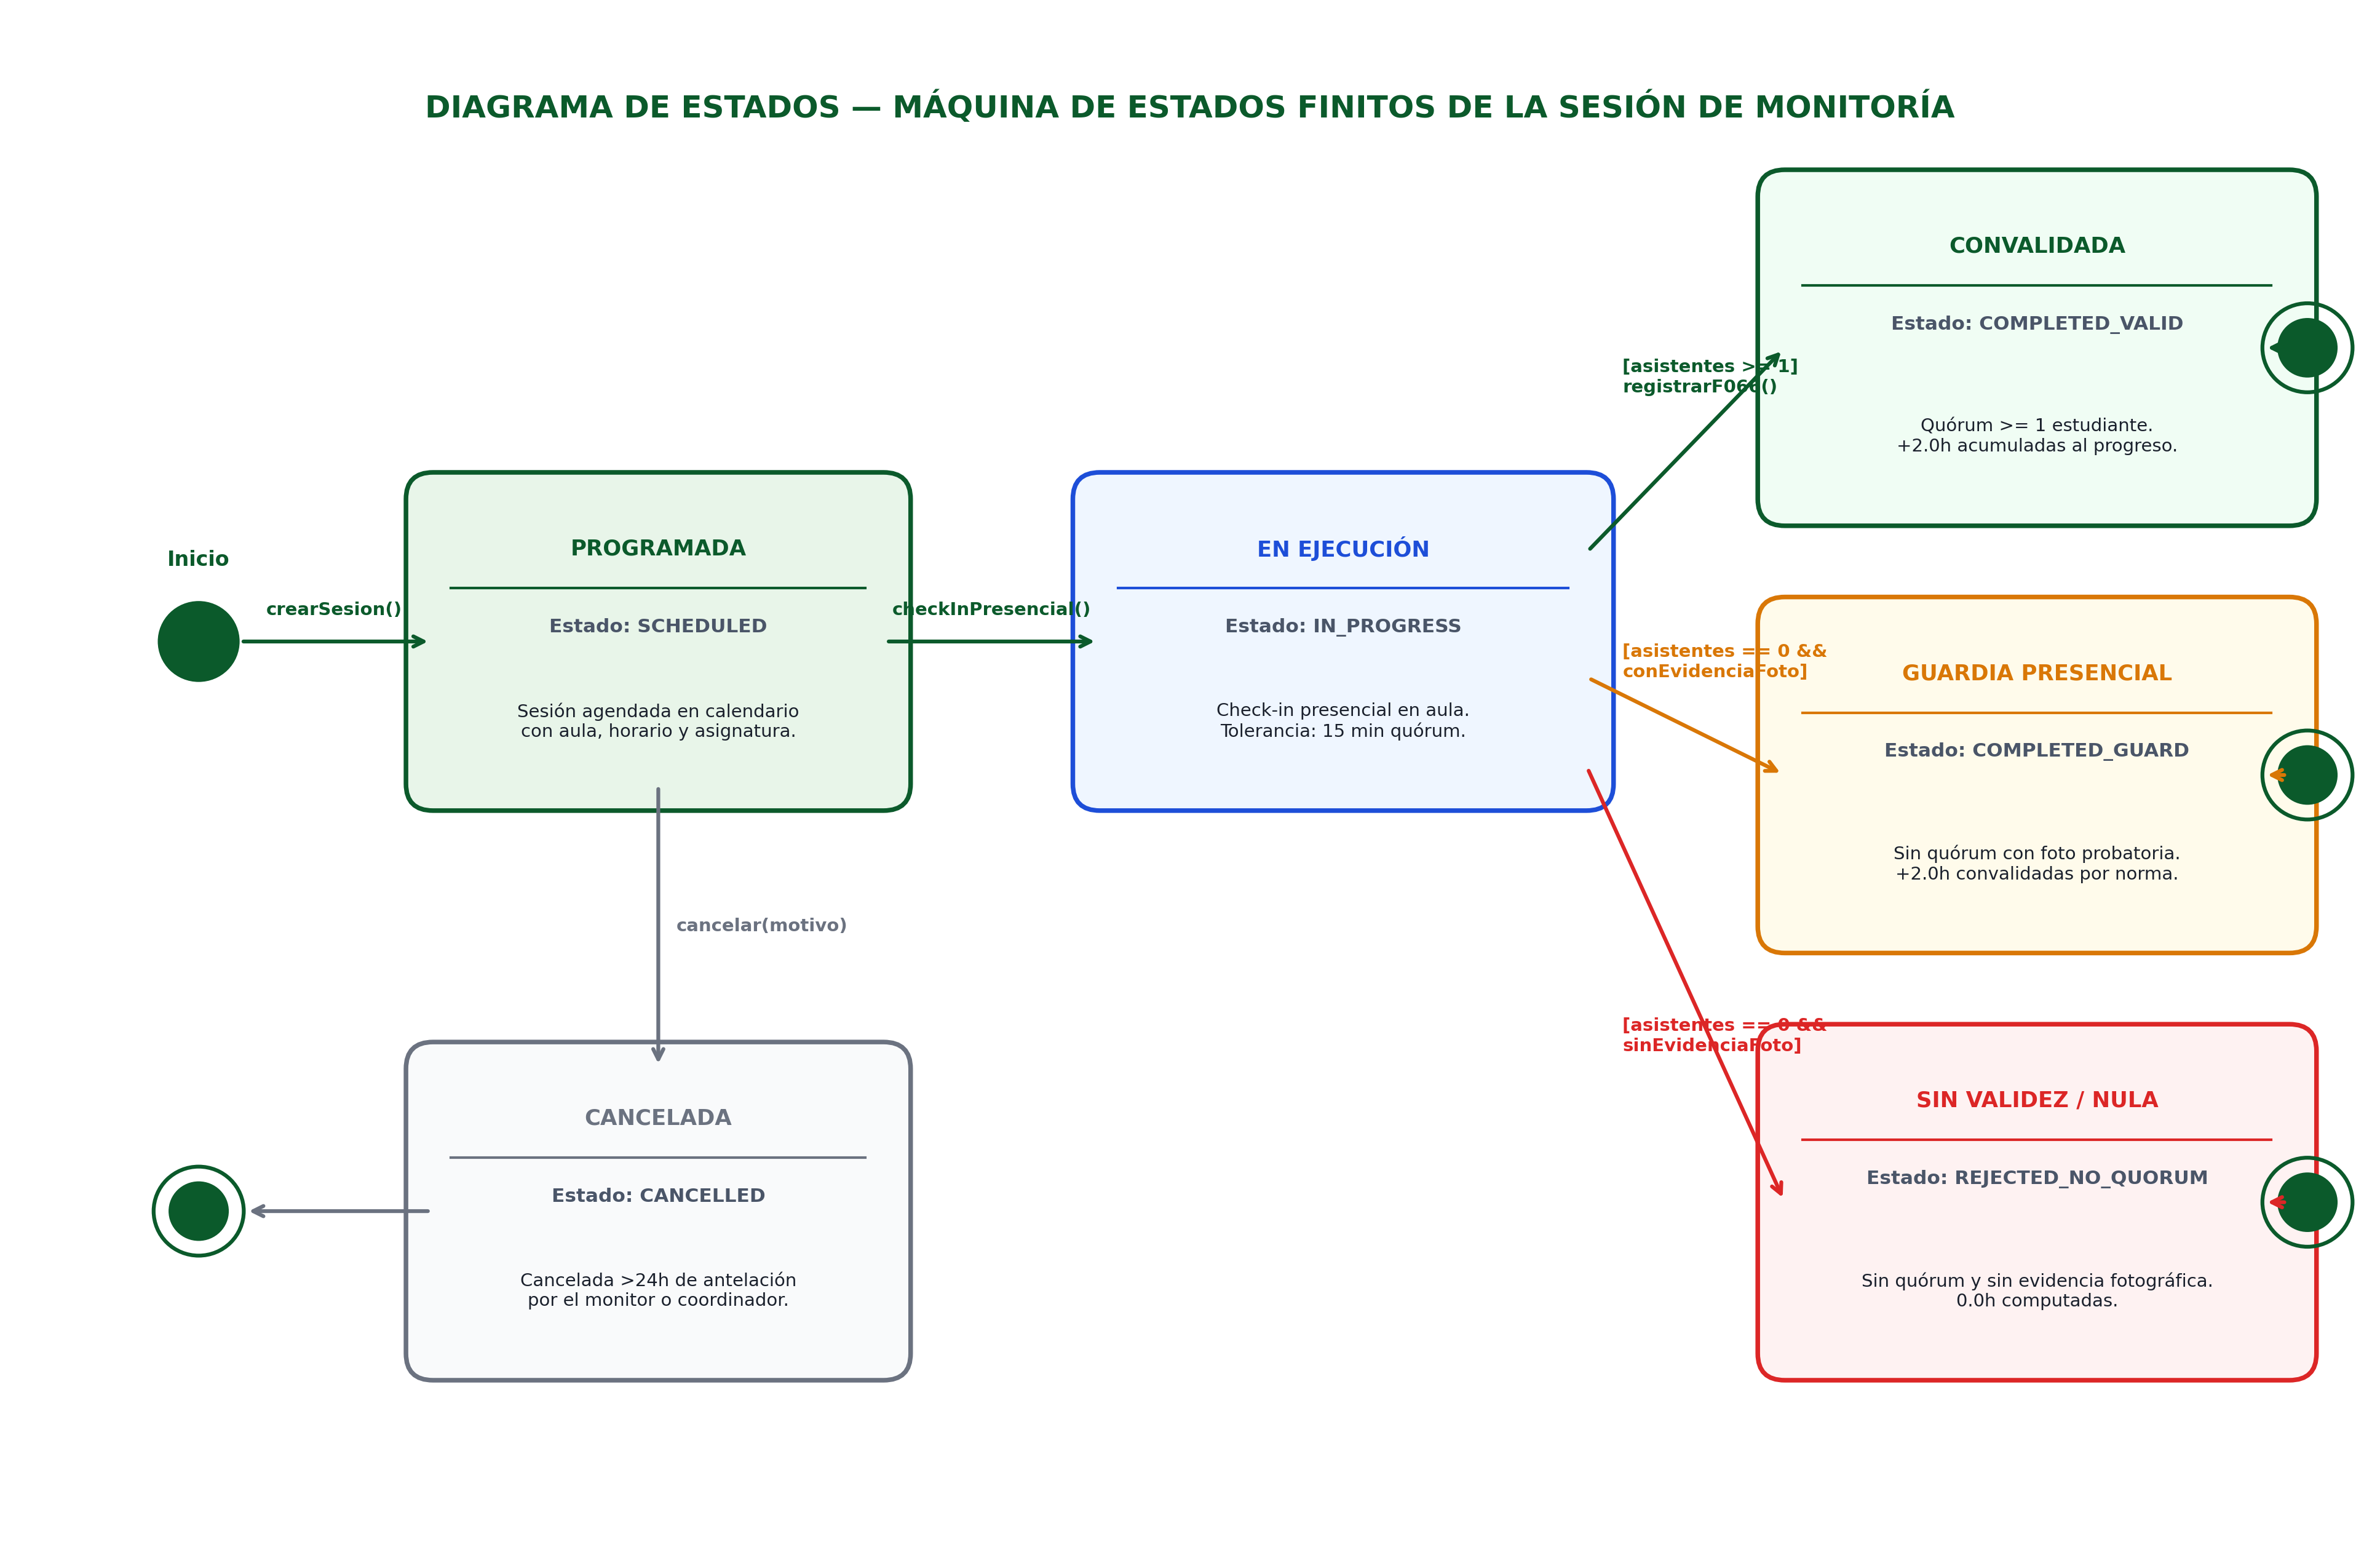 DIAGRAMA DE ESTADOS — MÁQUINA DE ESTADOS FINITOS DE LA SESIÓN DE MONITORÍA
Inicio
crearSesion()
PROGRAMADA
Estado: SCHEDULED
Sesión agendada en calendario
con aula, horario y asignatura.
checkInPresencial()
EN EJECUCIÓN
Estado: IN_PROGRESS
Check-in presencial en aula.
Tolerancia: 15 min quórum.
[asistentes >= 1]
registrarF066()
CONVALIDADA
Estado: COMPLETED_VALID
Quórum >= 1 estudiante.
+2.0h acumuladas al progreso.
[asistentes == 0 &&
conEvidenciaFoto]
GUARDIA PRESENCIAL
Estado: COMPLETED_GUARD
Sin quórum con foto probatoria.
+2.0h convalidadas por norma.
[asistentes == 0 &&
sinEvidenciaFoto]
SIN VALIDEZ / NULA
Estado: REJECTED_NO_QUORUM
Sin quórum y sin evidencia fotográfica.
0.0h computadas.
cancelar(motivo)
CANCELADA
Estado: CANCELLED
Cancelada >24h de antelación
por el monitor o coordinador.